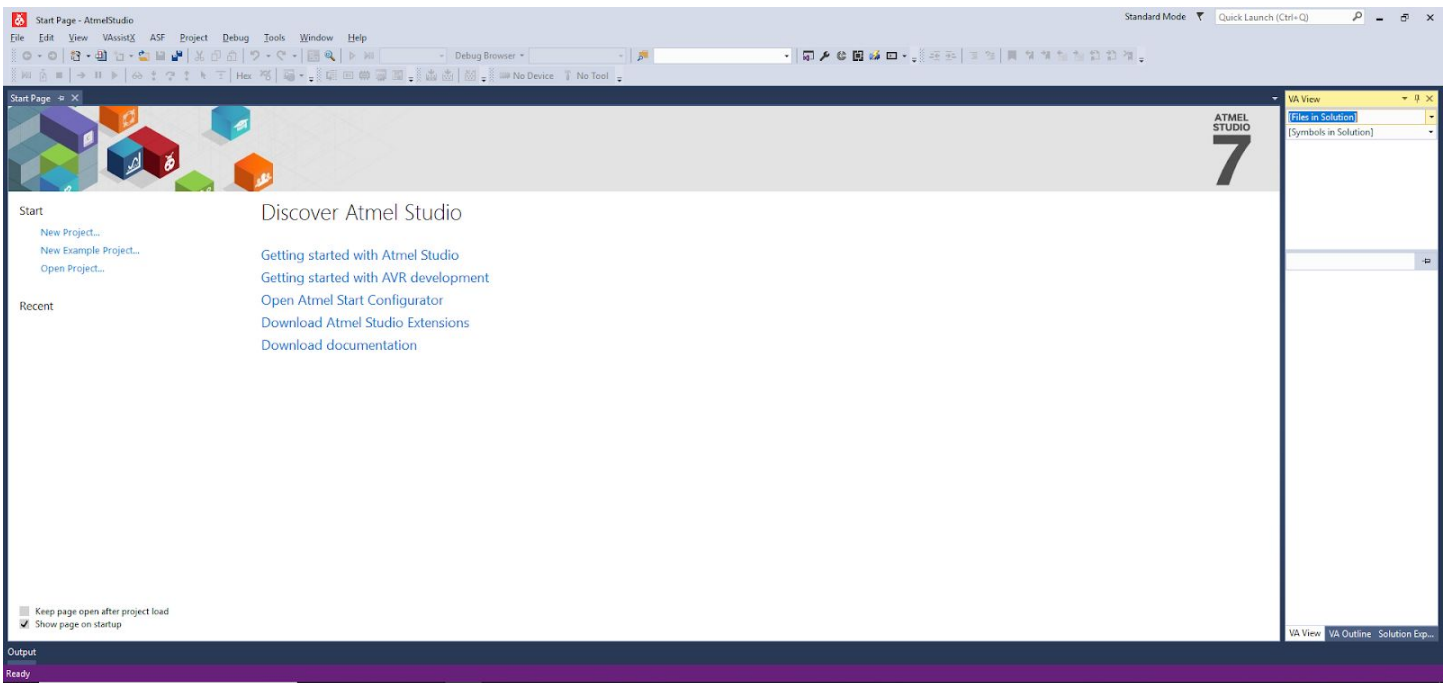 Start Page - AtmelStudio
Standard Mode
Quick Launch (Ctrl+Q)
File Edit View VAssistX ASF Project Debug Tools Window Help
Debug Browser
Hex
No Device
No Tool
Start Page
ATMEL
STUDIO
7
Start
New Project...
New Example Project...
Open Project...
Recent
Discover Atmel Studio
Getting started with Atmel Studio
Getting started with AVR development
Open Atmel Start Configurator
Download Atmel Studio Extensions
Download documentation
Keep page open after project load
Show page on startup
VA View
[Files in Solution]
[Symbols in Solution]
VA View VA Outline Solution Exp...
Output
Ready